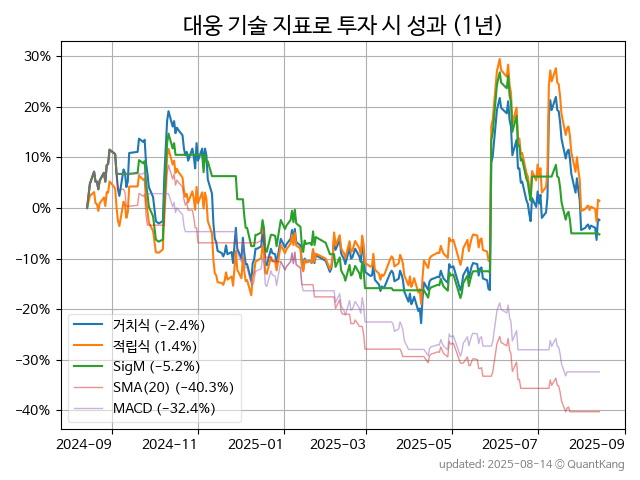 대웅 기술 지표로 투자 시 성과 (1년)
30%
20%
10%
0%
−10%
−20%
−30%
−40%
거치식 (−2.4%)
적립식 (1.4%)
SigM (−5.2%)
SMA(20) (−40.3%)
MACD (−32.4%)
2024-09 2024-11 2025-01 2025-03 2025-05 2025-07 2025-09
updated: 2025-08-14 © QuantKang